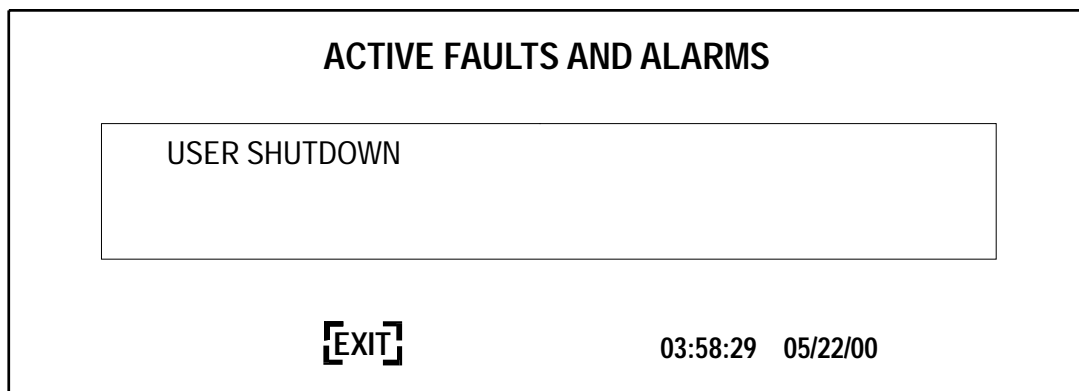 ACTIVE FAULTS AND ALARMS
USER SHUTDOWN
EXIT 03:58:29 05/22/00